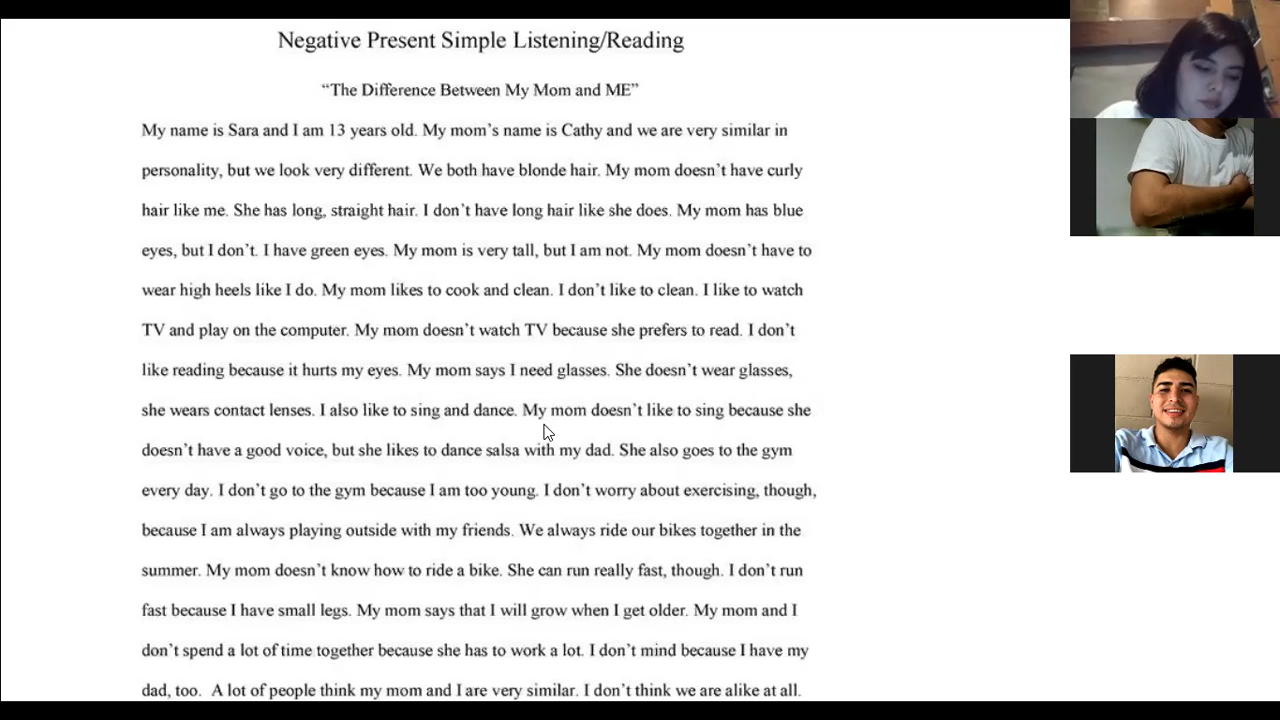 Negative Present Simple Listening/Reading
“The Difference Between My Mom and ME”
My name is Sara and I am 13 years old. My mom’s name is Cathy and we are very similar in
personality, but we look very different. We both have blonde hair. My mom doesn’t have curly
hair like me. She has long, straight hair. I don’t have long hair like she does. My mom has blue
eyes, but I don’t. I have green eyes. My mom is very tall, but I am not. My mom doesn’t have to
wear high heels like I do. My mom likes to cook and clean. I don’t like to clean. I like to watch
TV and play on the computer. My mom doesn’t watch TV because she prefers to read. I don’t
like reading because it hurts my eyes. My mom says I need glasses. She doesn’t wear glasses,
she wears contact lenses. I also like to sing and dance. My mom doesn’t like to sing because she
doesn’t have a good voice, but she likes to dance salsa with my dad. She also goes to the gym
every day. I don’t go to the gym because I am too young. I don’t worry about exercising, though,
because I am always playing outside with my friends. We always ride our bikes together in the
summer. My mom doesn’t know how to ride a bike. She can run really fast, though. I don’t run
fast because I have small legs. My mom says that I will grow when I get older. My mom and I
don’t spend a lot of time together because she has to work a lot. I don’t mind because I have my
dad, too.  A lot of people think my mom and I are very similar. I don’t think we are alike at all.